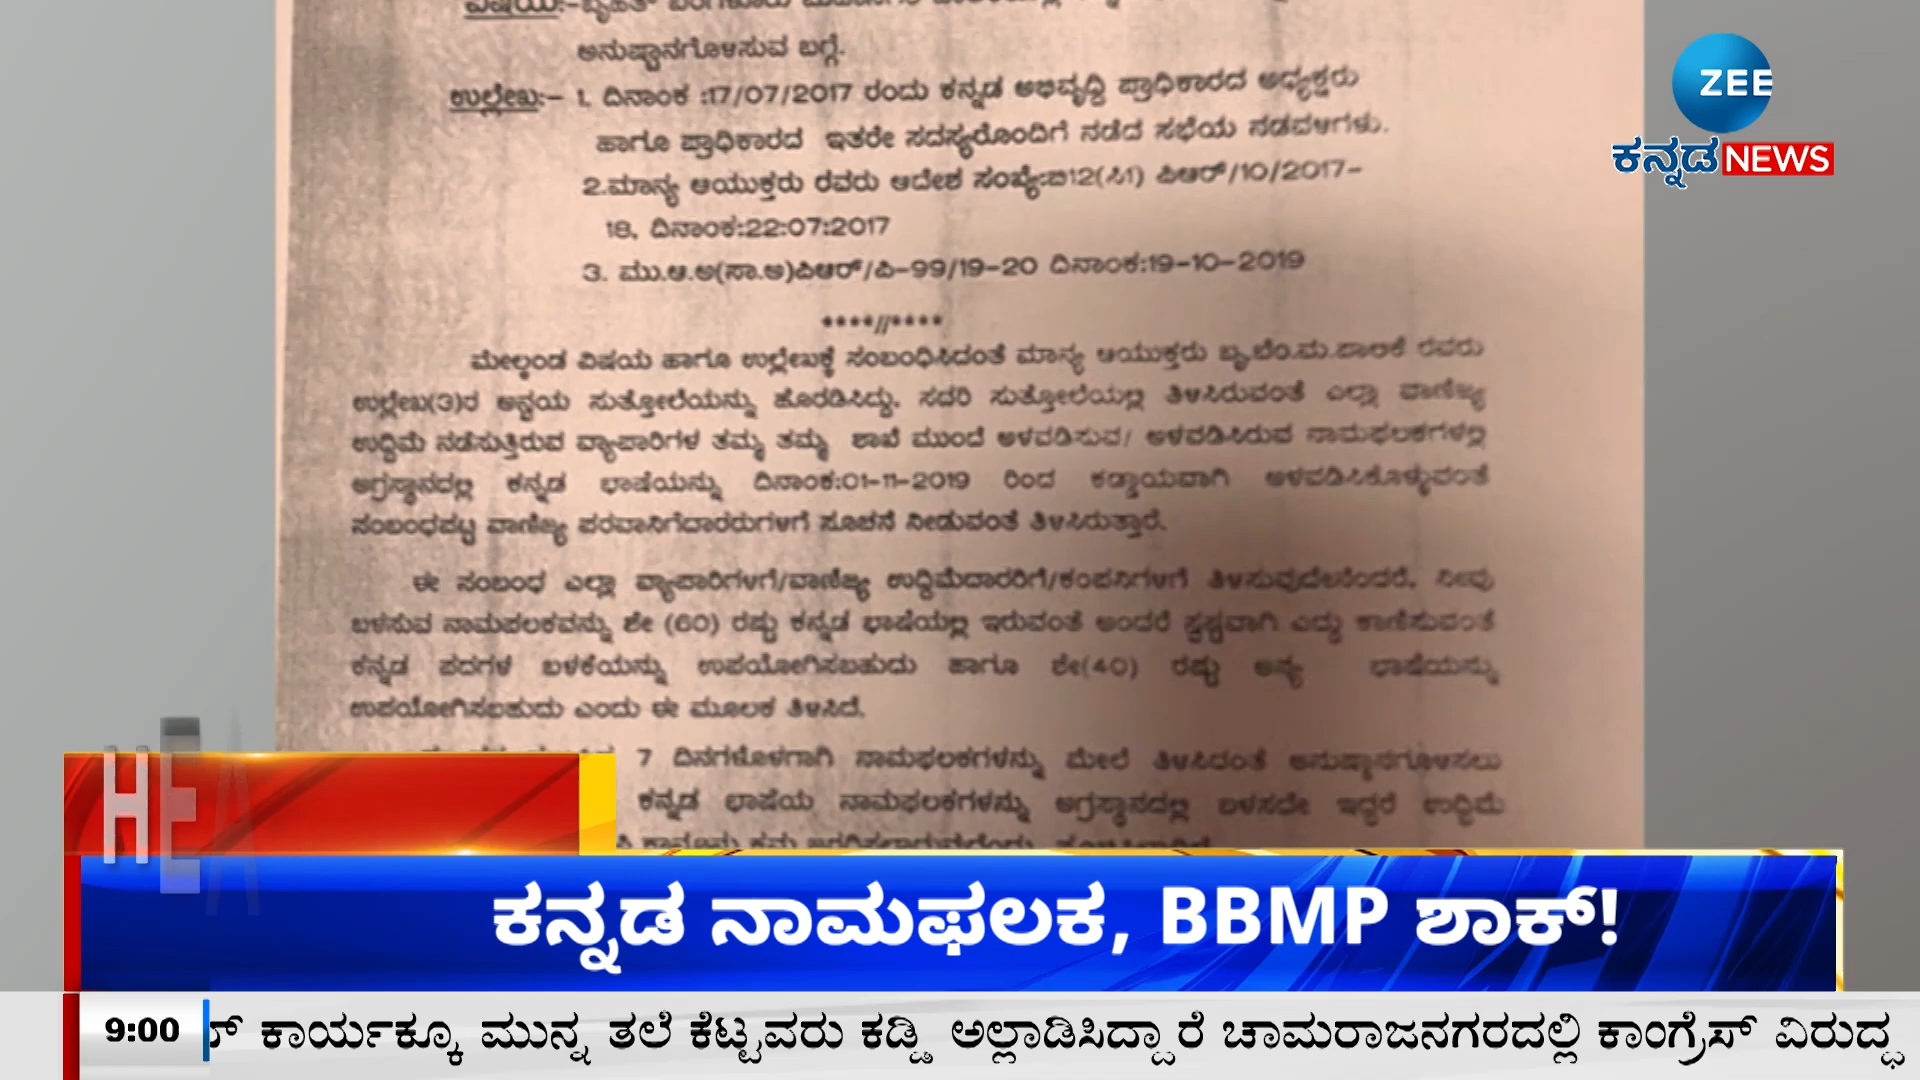 ಅನುಷ್ಠಾನಗೊಳಿಸುವ ಬಗ್ಗೆ.
ಉಲ್ಲೇಖ:- 1. ದಿನಾಂಕ :17/07/2017 ರಂದು ಕನ್ನಡ ಅಭಿವೃದ್ಧಿ ಪ್ರಾಧಿಕಾರದ ಅಧ್ಯಕ್ಷರು
ಹಾಗೂ ಪ್ರಾಧಿಕಾರದ ಇತರೇ ಸದಸ್ಯರೊಂದಿಗೆ ನಡೆದ ಸಭೆಯ ನಡವಳಿಗಳು.
2.ಮಾನ್ಯ ಆಯುಕ್ತರು ರವರು ಆದೇಶ ಸಂಖ್ಯೆ:ಬಿ12(ಸಿ1) ಪಿಆರ್/10/2017-
18, ದಿನಾಂಕ:22:07:2017
3. ಮು.ಆ.ಅ(ಸಾ.ಅ)ಪಿಆರ್/ಪಿ-99/19-20 ದಿನಾಂಕ:19-10-2019
****//****
ಮೇಲ್ಕಂಡ ವಿಷಯ ಹಾಗೂ ಉಲ್ಲೇಖಕ್ಕೆ ಸಂಬಂಧಿಸಿದಂತೆ ಮಾನ್ಯ ಆಯುಕ್ತರು ಬೃ.ಬೆಂ.ಮ.ಪಾಲಿಕೆ ರವರು
ಉಲ್ಲೇಖ(3)ರ ಅನ್ವಯ ಸುತ್ತೋಲೆಯನ್ನು ಹೊರಡಿಸಿದ್ದು, ಸದರಿ ಸುತ್ತೋಲೆಯಲ್ಲಿ ತಿಳಿಸಿರುವಂತೆ ಎಲ್ಲಾ ವಾಣಿಜ್ಯ
ಉದ್ದಿಮೆ ನಡೆಸುತ್ತಿರುವ ವ್ಯಾಪಾರಿಗಳ ತಮ್ಮ ತಮ್ಮ ಶಾಖೆ ಮುಂದೆ ಅಳವಡಿಸುವ/ ಅಳವಡಿಸಿರುವ ನಾಮಫಲಕಗಳಲ್ಲಿ
ಅಗ್ರಸ್ಥಾನದಲ್ಲಿ ಕನ್ನಡ ಭಾಷೆಯನ್ನು ದಿನಾಂಕ:01-11-2019 ರಿಂದ ಕಡ್ಡಾಯವಾಗಿ ಅಳವಡಿಸಿಕೊಳ್ಳುವಂತೆ
ಸಂಬಂಧಪಟ್ಟ ವಾಣಿಜ್ಯ ಪರವಾನಿಗೆದಾರರುಗಳಿಗೆ ಸೂಚನೆ ನೀಡುವಂತೆ ತಿಳಿಸಿರುತ್ತಾರೆ.
ಈ ಸಂಬಂಧ ಎಲ್ಲಾ ವ್ಯಾಪಾರಿಗಳಿಗೆ/ವಾಣಿಜ್ಯ ಉದ್ದಿಮೆದಾರರಿಗೆ/ಕಂಪನಿಗಳಿಗೆ ತಿಳಿಸುವುದೇನೆಂದರೆ, ನೀವು
ಬಳಸುವ ನಾಮಪಲಕವನ್ನು ಶೇ (60) ರಷ್ಟು ಕನ್ನಡ ಭಾಷೆಯಲ್ಲಿ ಇರುವಂತೆ ಅಂದರೆ ಸ್ಪಷ್ಟವಾಗಿ ಎದ್ದು ಕಾಣಿಸುವಂತೆ
ಕನ್ನಡ ಪದಗಳ ಬಳಕೆಯನ್ನು ಉಪಯೋಗಿಸಬಹುದು ಹಾಗೂ ಶೇ(40) ರಷ್ಟು ಅನ್ಯ ಭಾಷೆಯನ್ನು
ಉಪಯೋಗಿಸಬಹುದು ಎಂದು ಈ ಮೂಲಕ ತಿಳಿಸಿದೆ.
7 ದಿನಗಳೊಳಗಾಗಿ ನಾಮಫಲಕಗಳನ್ನು ಮೇಲೆ ತಿಳಿಸಿದಂತೆ ಅನುಷ್ಠಾನಗೊಳಿಸಲು
ಕನ್ನಡ ಭಾಷೆಯ ನಾಮಫಲಕಗಳನ್ನು ಅಗ್ರಸ್ಥಾನದಲ್ಲಿ ಬಳಸದೇ ಇದ್ದರೆ ಉದ್ದಿಮೆ
ZEE
ಕನ್ನಡ NEWS
HEA
ಕನ್ನಡ ನಾಮಫಲಕ, BBMP ಶಾಕ್!
9:00 ಕಾರ್ಯಕ್ಕೂ ಮುನ್ನ ತಲೆ ಕೆಟ್ಟವರು ಕಡ್ಡಿ ಅಲ್ಲಾಡಿಸಿದ್ದಾರೆ ಚಾಮರಾಜನಗರದಲ್ಲಿ ಕಾಂಗ್ರೆಸ್ ವಿರುದ್ಧ